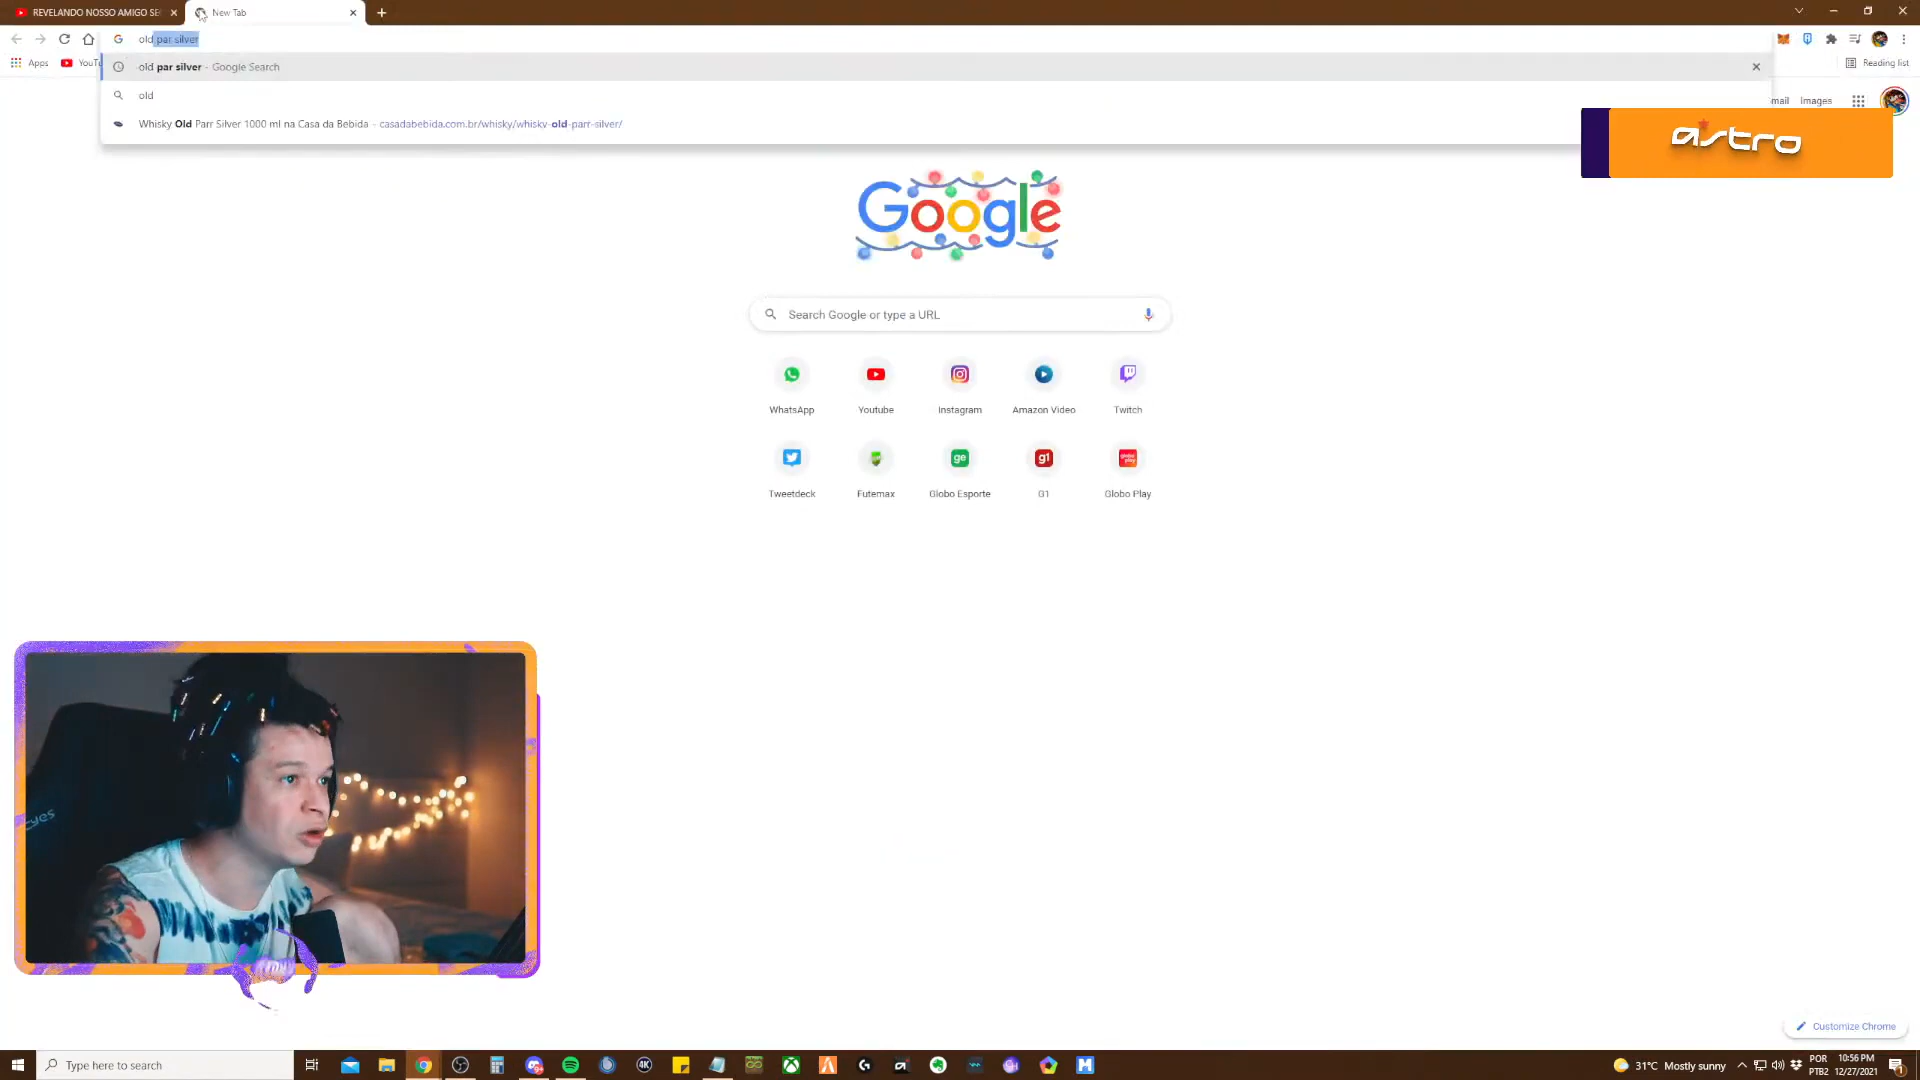 REVELANDO NOSSO AMIGO SE
New Tab
old par silver
Apps
YouTu
Reading list
old par silver - Google Search
old
Whisky Old Parr Silver 1000 ml na Casa da Bebida - casadabebida.com.br/whisky/whisky-old-parr-silver/
mail
Images
astro
Google
Search Google or type a URL
WhatsApp
Youtube
Instagram
Amazon Video
Twitch
Tweetdeck
Futemax
Globo Esporte
G1
Globo Play
Customize Chrome
Type here to search
31°C Mostly sunny
POR
PTB2
10:56 PM
12/27/2021